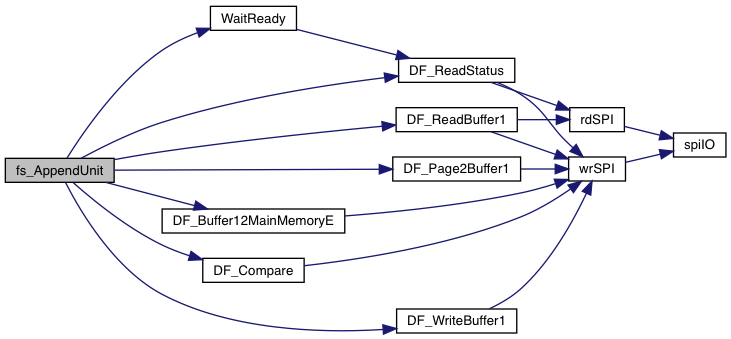 WaitReady
DF_ReadStatus
DF_ReadBuffer1
rdSPI
spiIO
fs_AppendUnit
DF_Page2Buffer1
wrSPI
DF_Buffer12MainMemoryE
DF_Compare
DF_WriteBuffer1